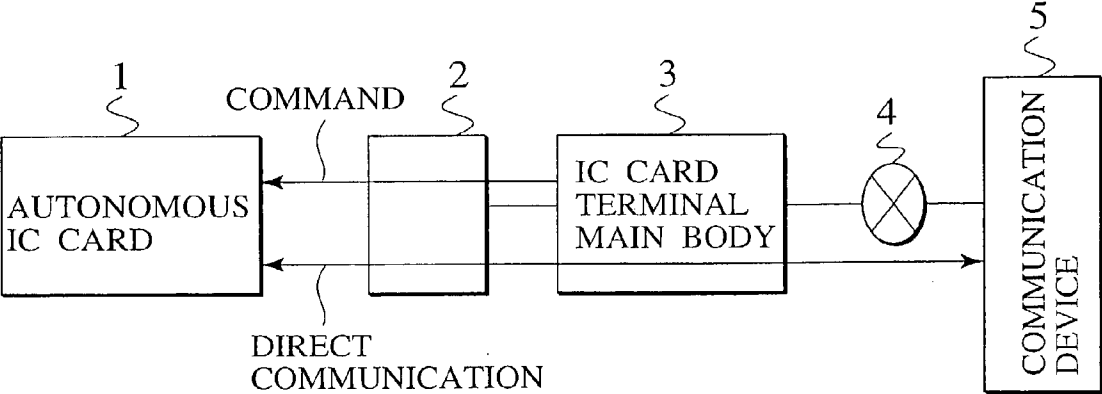 1
COMMAND
2
3
4
5
AUTONOMOUS
IC CARD
IC CARD
TERMINAL
MAIN BODY
COMMUNICATION
DEVICE
DIRECT
COMMUNICATION